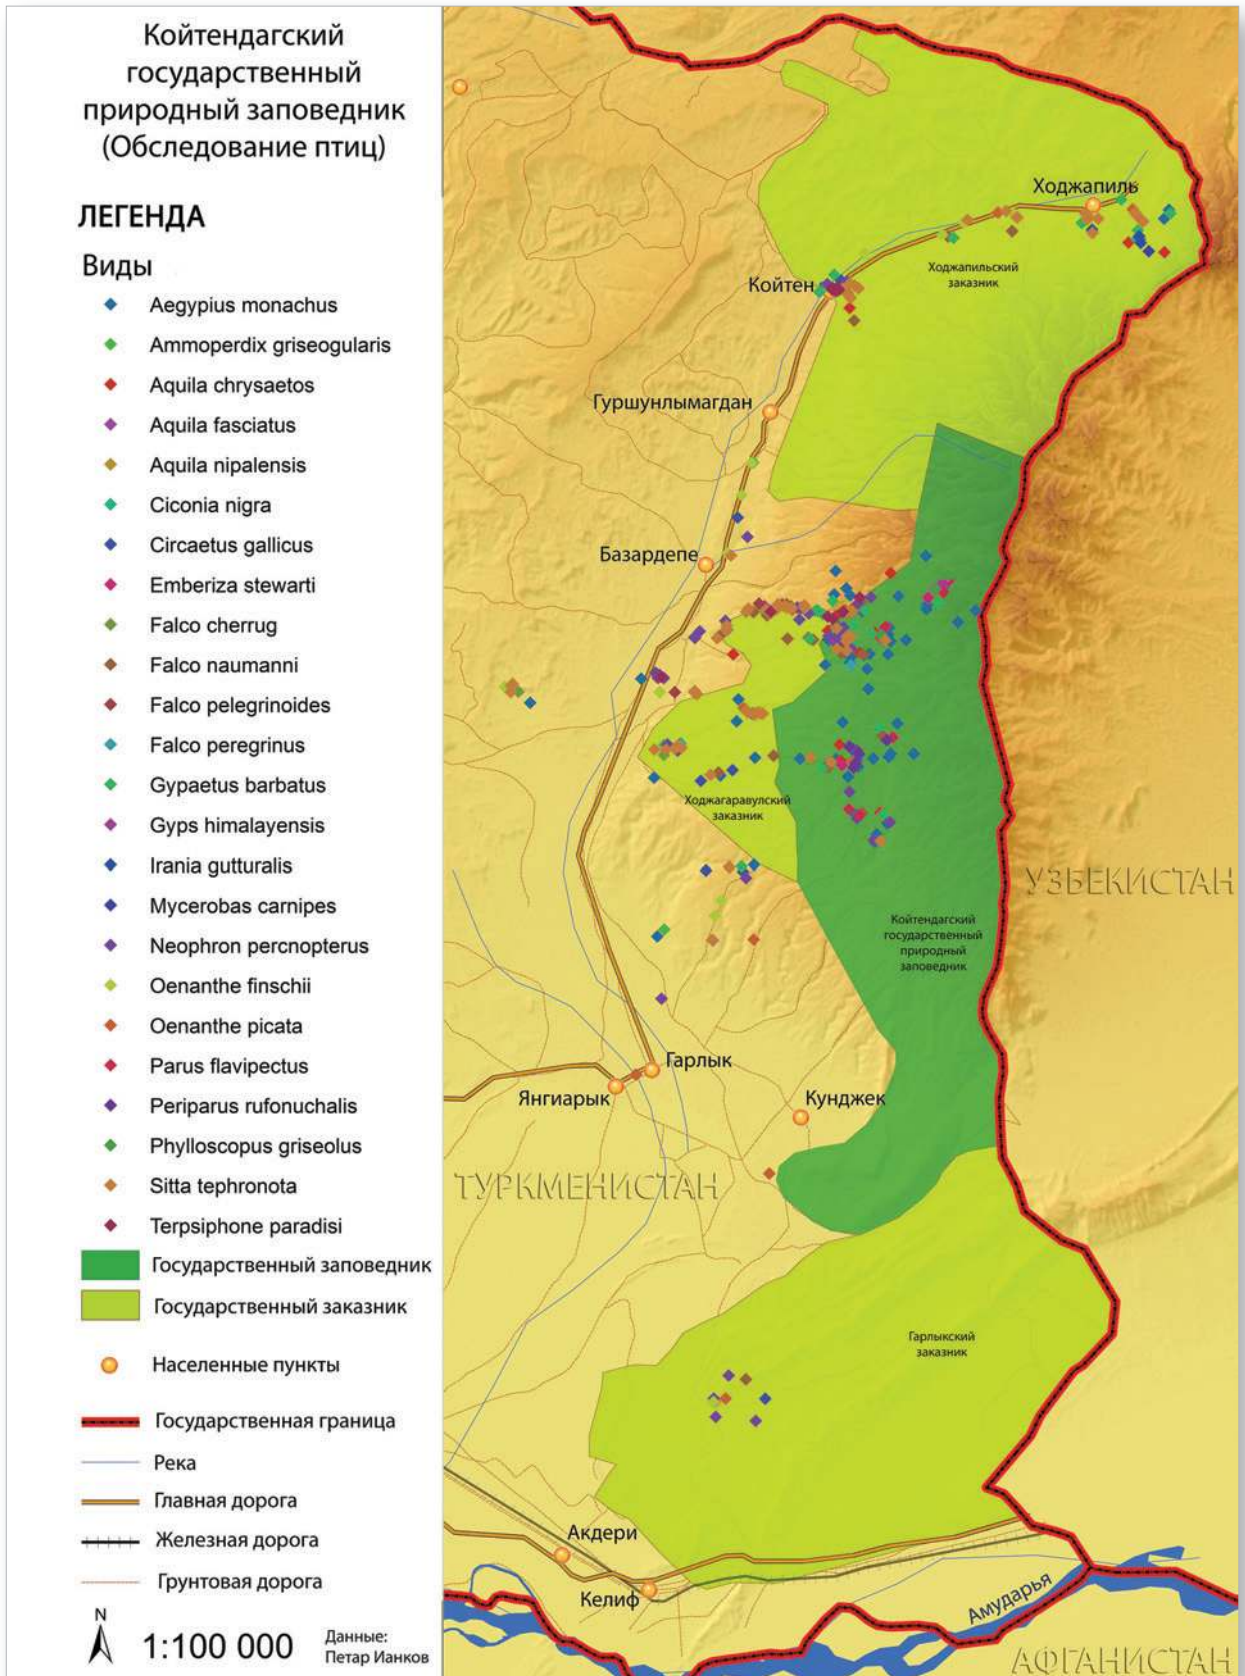 Койтендагский
государственный
природный заповедник
(Обследование птиц)
ЛЕГЕНДА
Виды
Aegypius monachus
Ammoperdix griseogularis
Aquila chrysaetos
Aquila fasciatus
Aquila nipalensis
Ciconia nigra
Circaetus gallicus
Emberiza stewarti
Falco cherrug
Falco naumanni
Falco pelegrinoides
Falco peregrinus
Gypaetus barbatus
Gyps himalayensis
Irania gutturalis
Mycerobas carnipes
Neophron percnopterus
Oenanthe finschii
Oenanthe picata
Parus flavipectus
Periparus rufonuchalis
Phylloscopus griseolus
Sitta tephronota
Terpsiphone paradisi
Государственный заповедник
Государственный заказник
Населенные пункты
Государственная граница
Река
Главная дорога
Железная дорога
Грунтовая дорога
N
1:100 000
Данные:
Петар Ианков
Ходжапиль
Ходжапильский
заказник
Койтен
Гуршунлымагдан
Базардепе
Ходжагаравулский
заказник
УЗБЕКИСТАН
Койтендагский
государственный
природный
заповедник
Гарлык
Янгиарык
Кунджек
ТУРКМЕНИСТАН
Гарлыкский
заказник
Акдери
Келиф
Амударья
АФГАНИСТАН